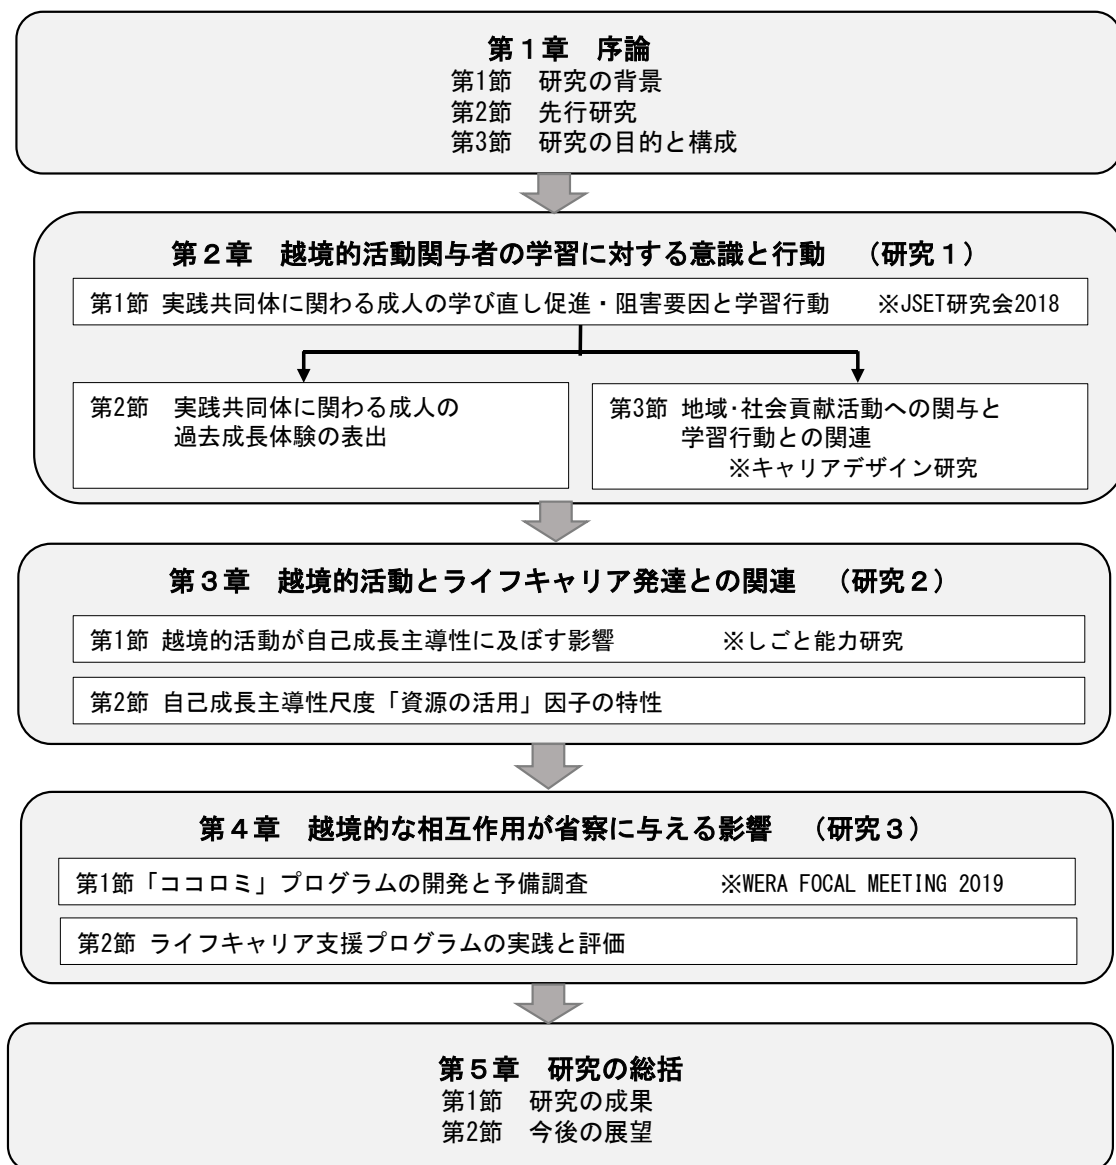 第１章　序論
第1節　研究の背景
第2節　先行研究
第3節　研究の目的と構成
第２章　越境的活動関与者の学習に対する意識と行動　（研究１）
第1節 実践共同体に関わる成人の学び直し促進・阻害要因と学習行動　　※JSET研究会2018
第2節　実践共同体に関わる成人の
過去成長体験の表出
第3節 地域･社会貢献活動への関与と
学習行動との関連
※キャリアデザイン研究
第３章　越境的活動とライフキャリア発達との関連　（研究２）
第1節 越境的活動が自己成長主導性に及ぼす影響　　※しごと能力研究
第2節 自己成長主導性尺度「資源の活用」因子の特性
第４章　越境的な相互作用が省察に与える影響　（研究３）
第1節「ココロミ」プログラムの開発と予備調査　　※WERA FOCAL MEETING 2019
第2節 ライフキャリア支援プログラムの実践と評価
第５章　研究の総括
第1節　研究の成果
第2節　今後の展望